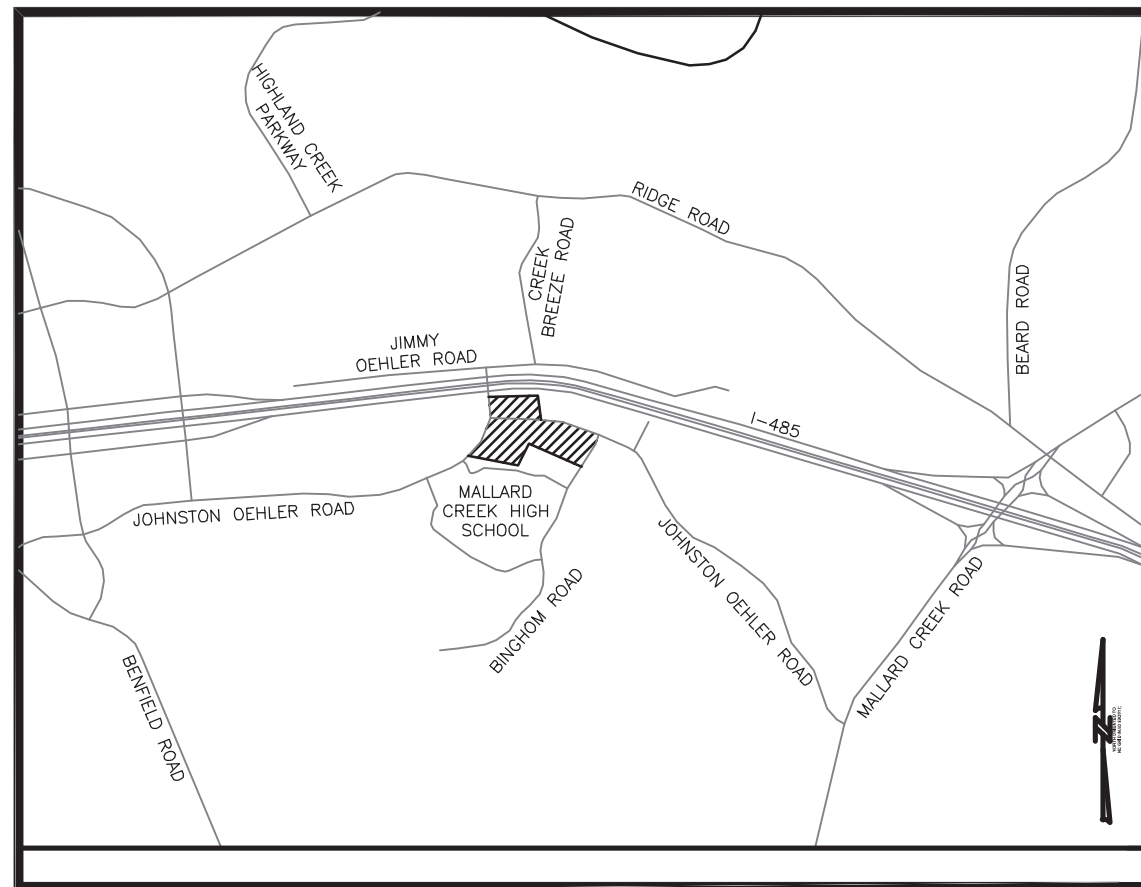 HIGHLAND CREEK
PARKWAY
RIDGE ROAD
CREEK
BREEZE ROAD
BEARD ROAD
JIMMY
OEHLER ROAD
I-485
MALLARD
CREEK HIGH
SCHOOL
JOHNSTON OEHLER ROAD
JOHNSTON OEHLER ROAD
BINGHOM ROAD
MALLARD CREEK ROAD
BENFIELD ROAD
N